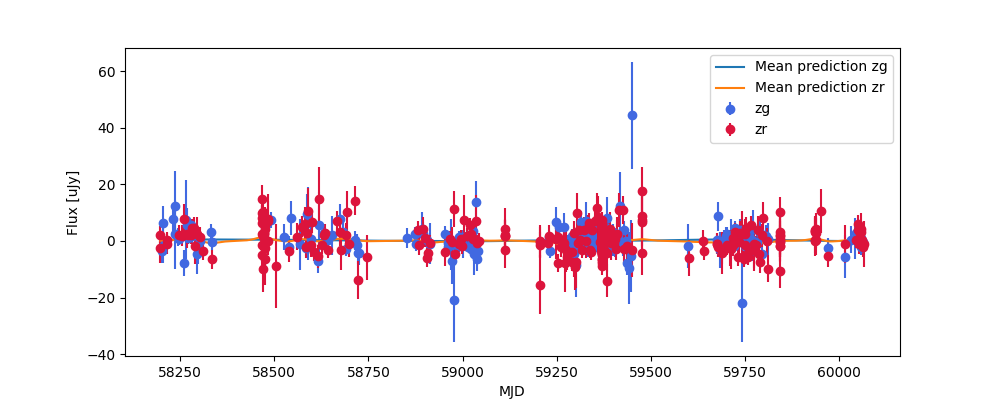 60
40
20
0
−20
−40
Flux [uJy]
58250
58500
58750
59000
59250
59500
59750
60000
MJD
Mean prediction zg
Mean prediction zr
zg
zr